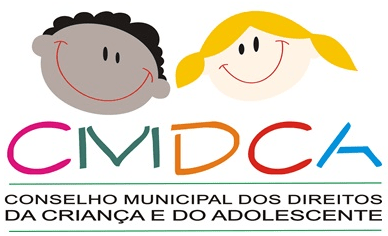 CMDCA
CONSELHO MUNICIPAL DOS DIREITOS
DA CRIANÇA E DO ADOLESCENTE